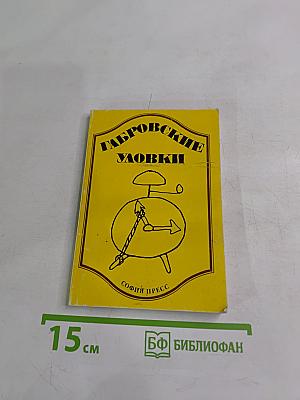 ГАБРОВСКИЕ
УЛОВКИ
СОФИЯ ПРЕСС
15 см
БФ БИБЛИОФАН